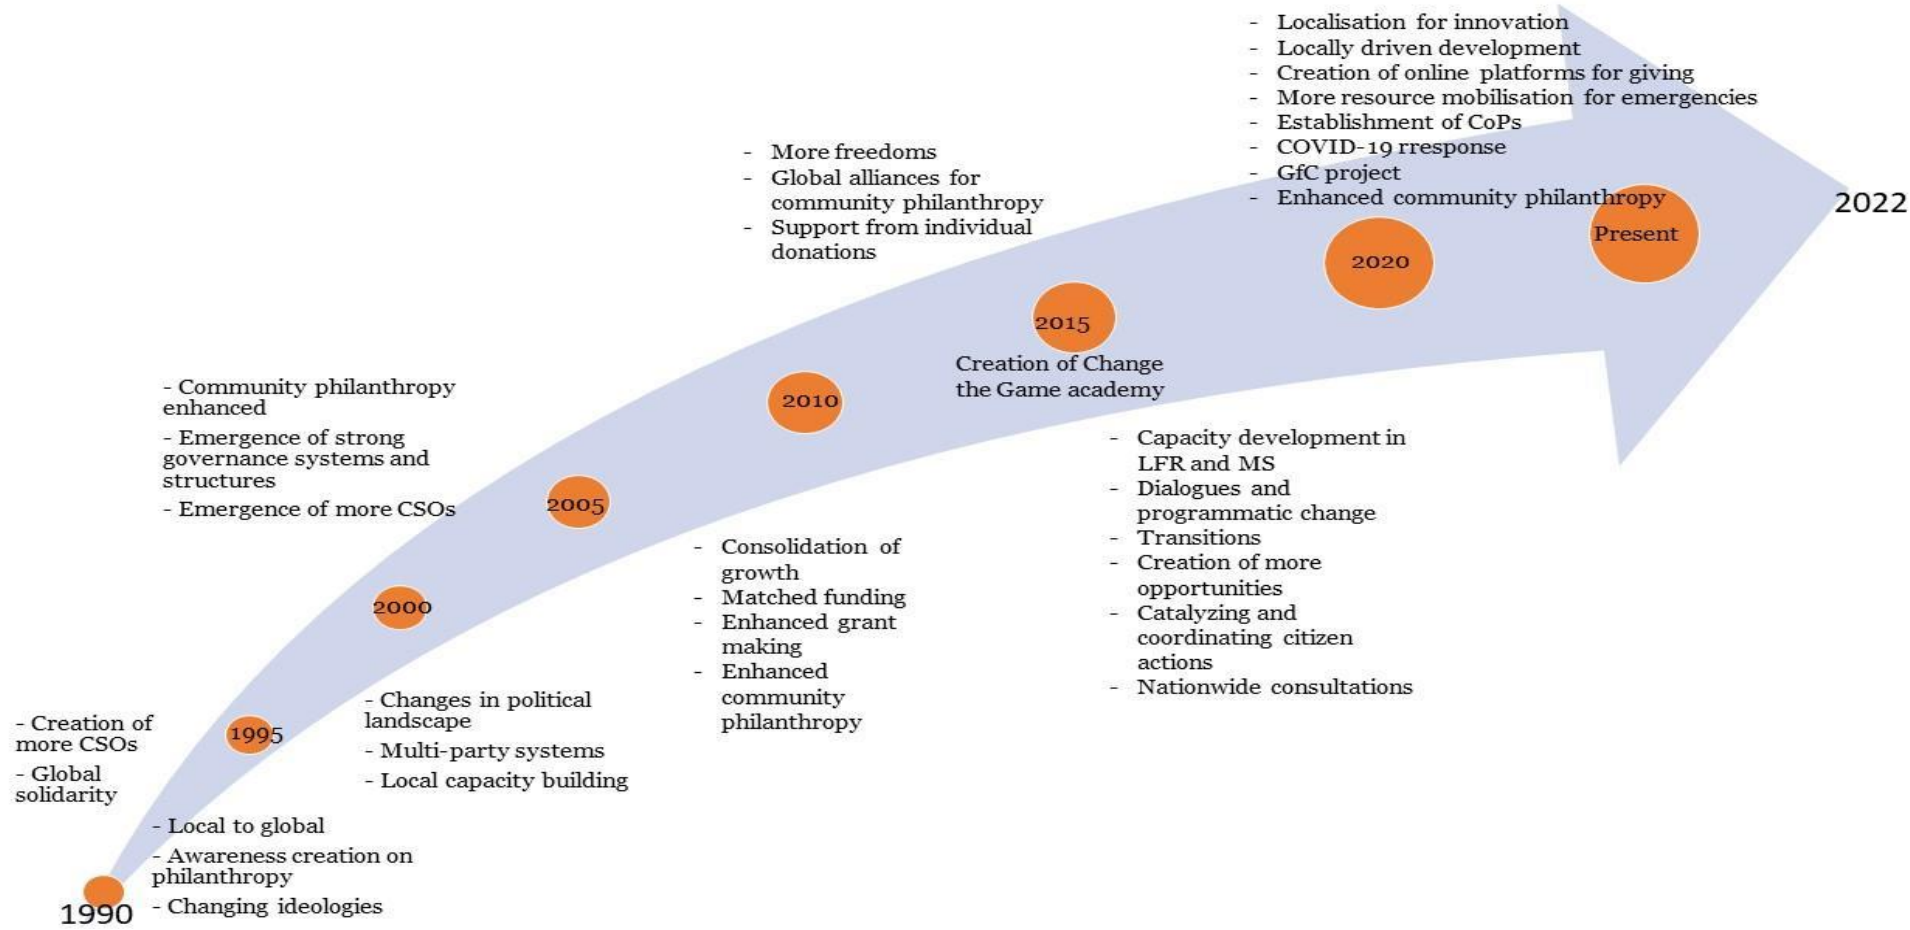 - Localisation for innovation
- Locally driven development
- Creation of online platforms for giving
- More resource mobilisation for emergencies
- Establishment of CoPs
- COVID-19 rresponse
- GfC project
- Enhanced community philanthropy
2022
Present
2020
- More freedoms
- Global alliances for
community philanthropy
- Support from individual
donations
2015
Creation of Change
the Game academy
- Capacity development in
LFR and MS
- Dialogues and
programmatic change
- Transitions
- Creation of more
opportunities
- Catalyzing and
coordinating citizen
actions
- Nationwide consultations
2010
- Community philanthropy
enhanced
- Emergence of strong
governance systems and
structures
- Emergence of more CSOs
2005
- Consolidation of
growth
- Matched funding
- Enhanced grant
making
- Enhanced
community
philanthropy
2000
- Changes in political
landscape
- Multi-party systems
- Local capacity building
1995
- Creation of
more CSOs
- Global
solidarity
- Local to global
- Awareness creation on
philanthropy
- Changing ideologies
1990